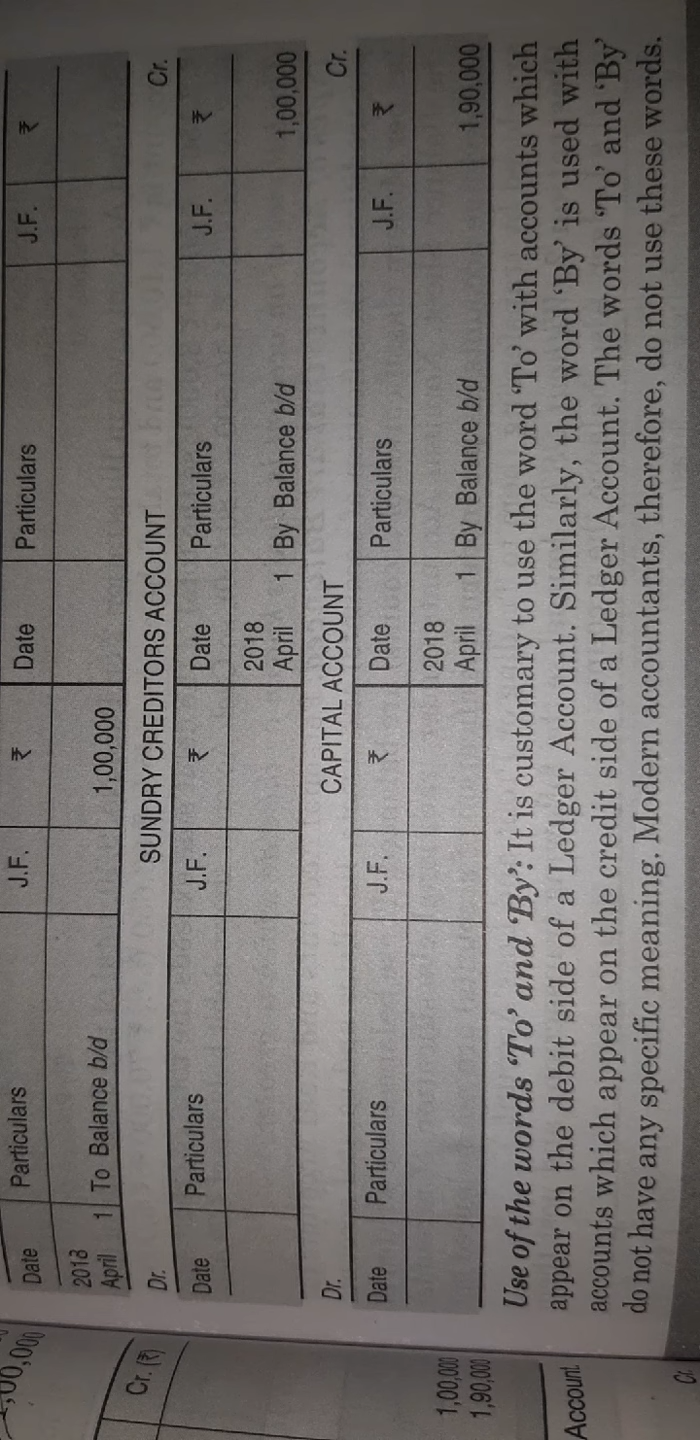 Date Particulars J.F. ₹ Date Particulars J.F. ₹
2018
April 1 To Balance b/d 1,00,000
SUNDRY CREDITORS ACCOUNT
Dr. Cr.
Date Particulars J.F. ₹ Date Particulars J.F. ₹
2018
April 1 By Balance b/d 1,00,000
CAPITAL ACCOUNT
Dr. Cr.
Date Particulars J.F. ₹ Date Particulars J.F. ₹
2018
April 1 By Balance b/d 1,90,000
Use of the words ‘To’ and ‘By’: It is customary to use the word ‘To’ with accounts which
appear on the debit side of a Ledger Account. Similarly, the word ‘By’ is used with
accounts which appear on the credit side of a Ledger Account. The words ‘To’ and ‘By’
do not have any specific meaning. Modern accountants, therefore, do not use these words.
Cr. (₹)
1,00,000
1,90,000
Account